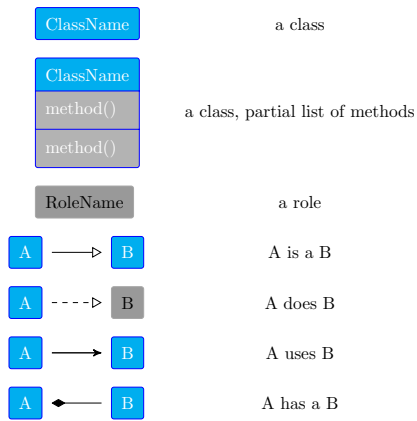 ClassName a class
ClassName
method() a class, partial list of methods
method()
RoleName a role
A B A is a B
A B A does B
A B A uses B
A B A has a B